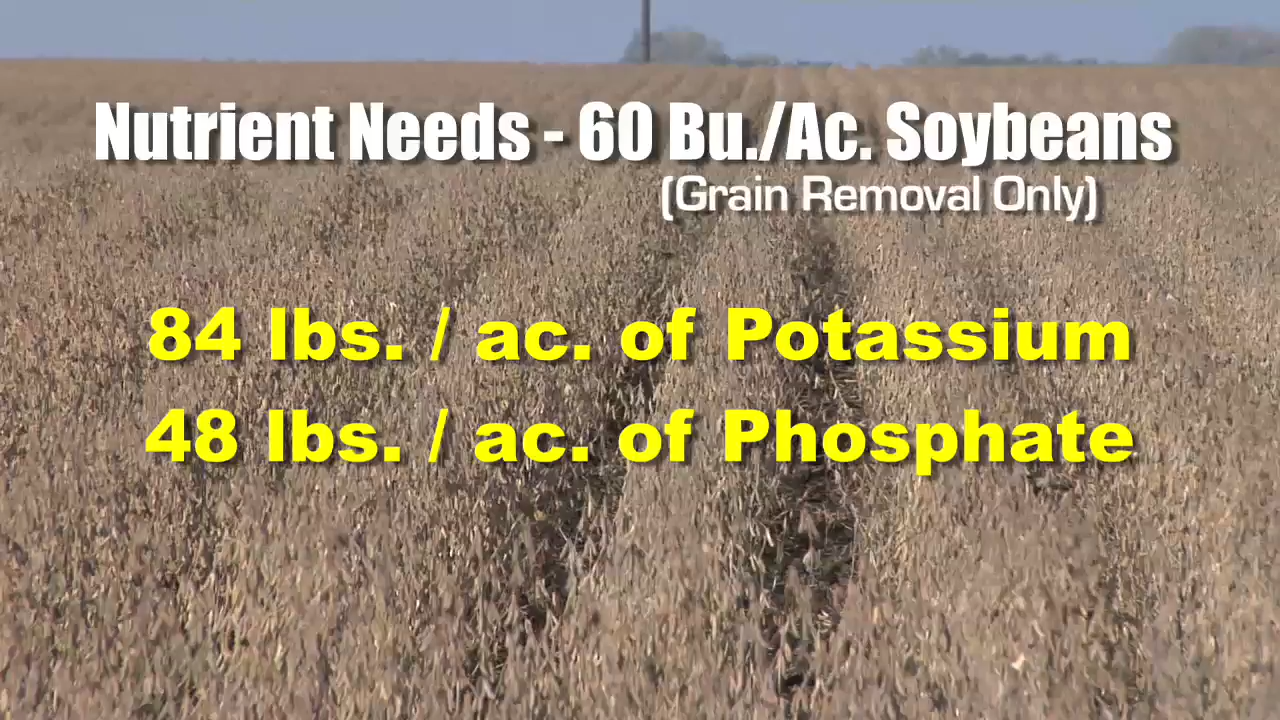 Nutrient Needs - 60 Bu./Ac. Soybeans
(Grain Removal Only)
84 lbs. / ac. of Potassium
48 lbs. / ac. of Phosphate